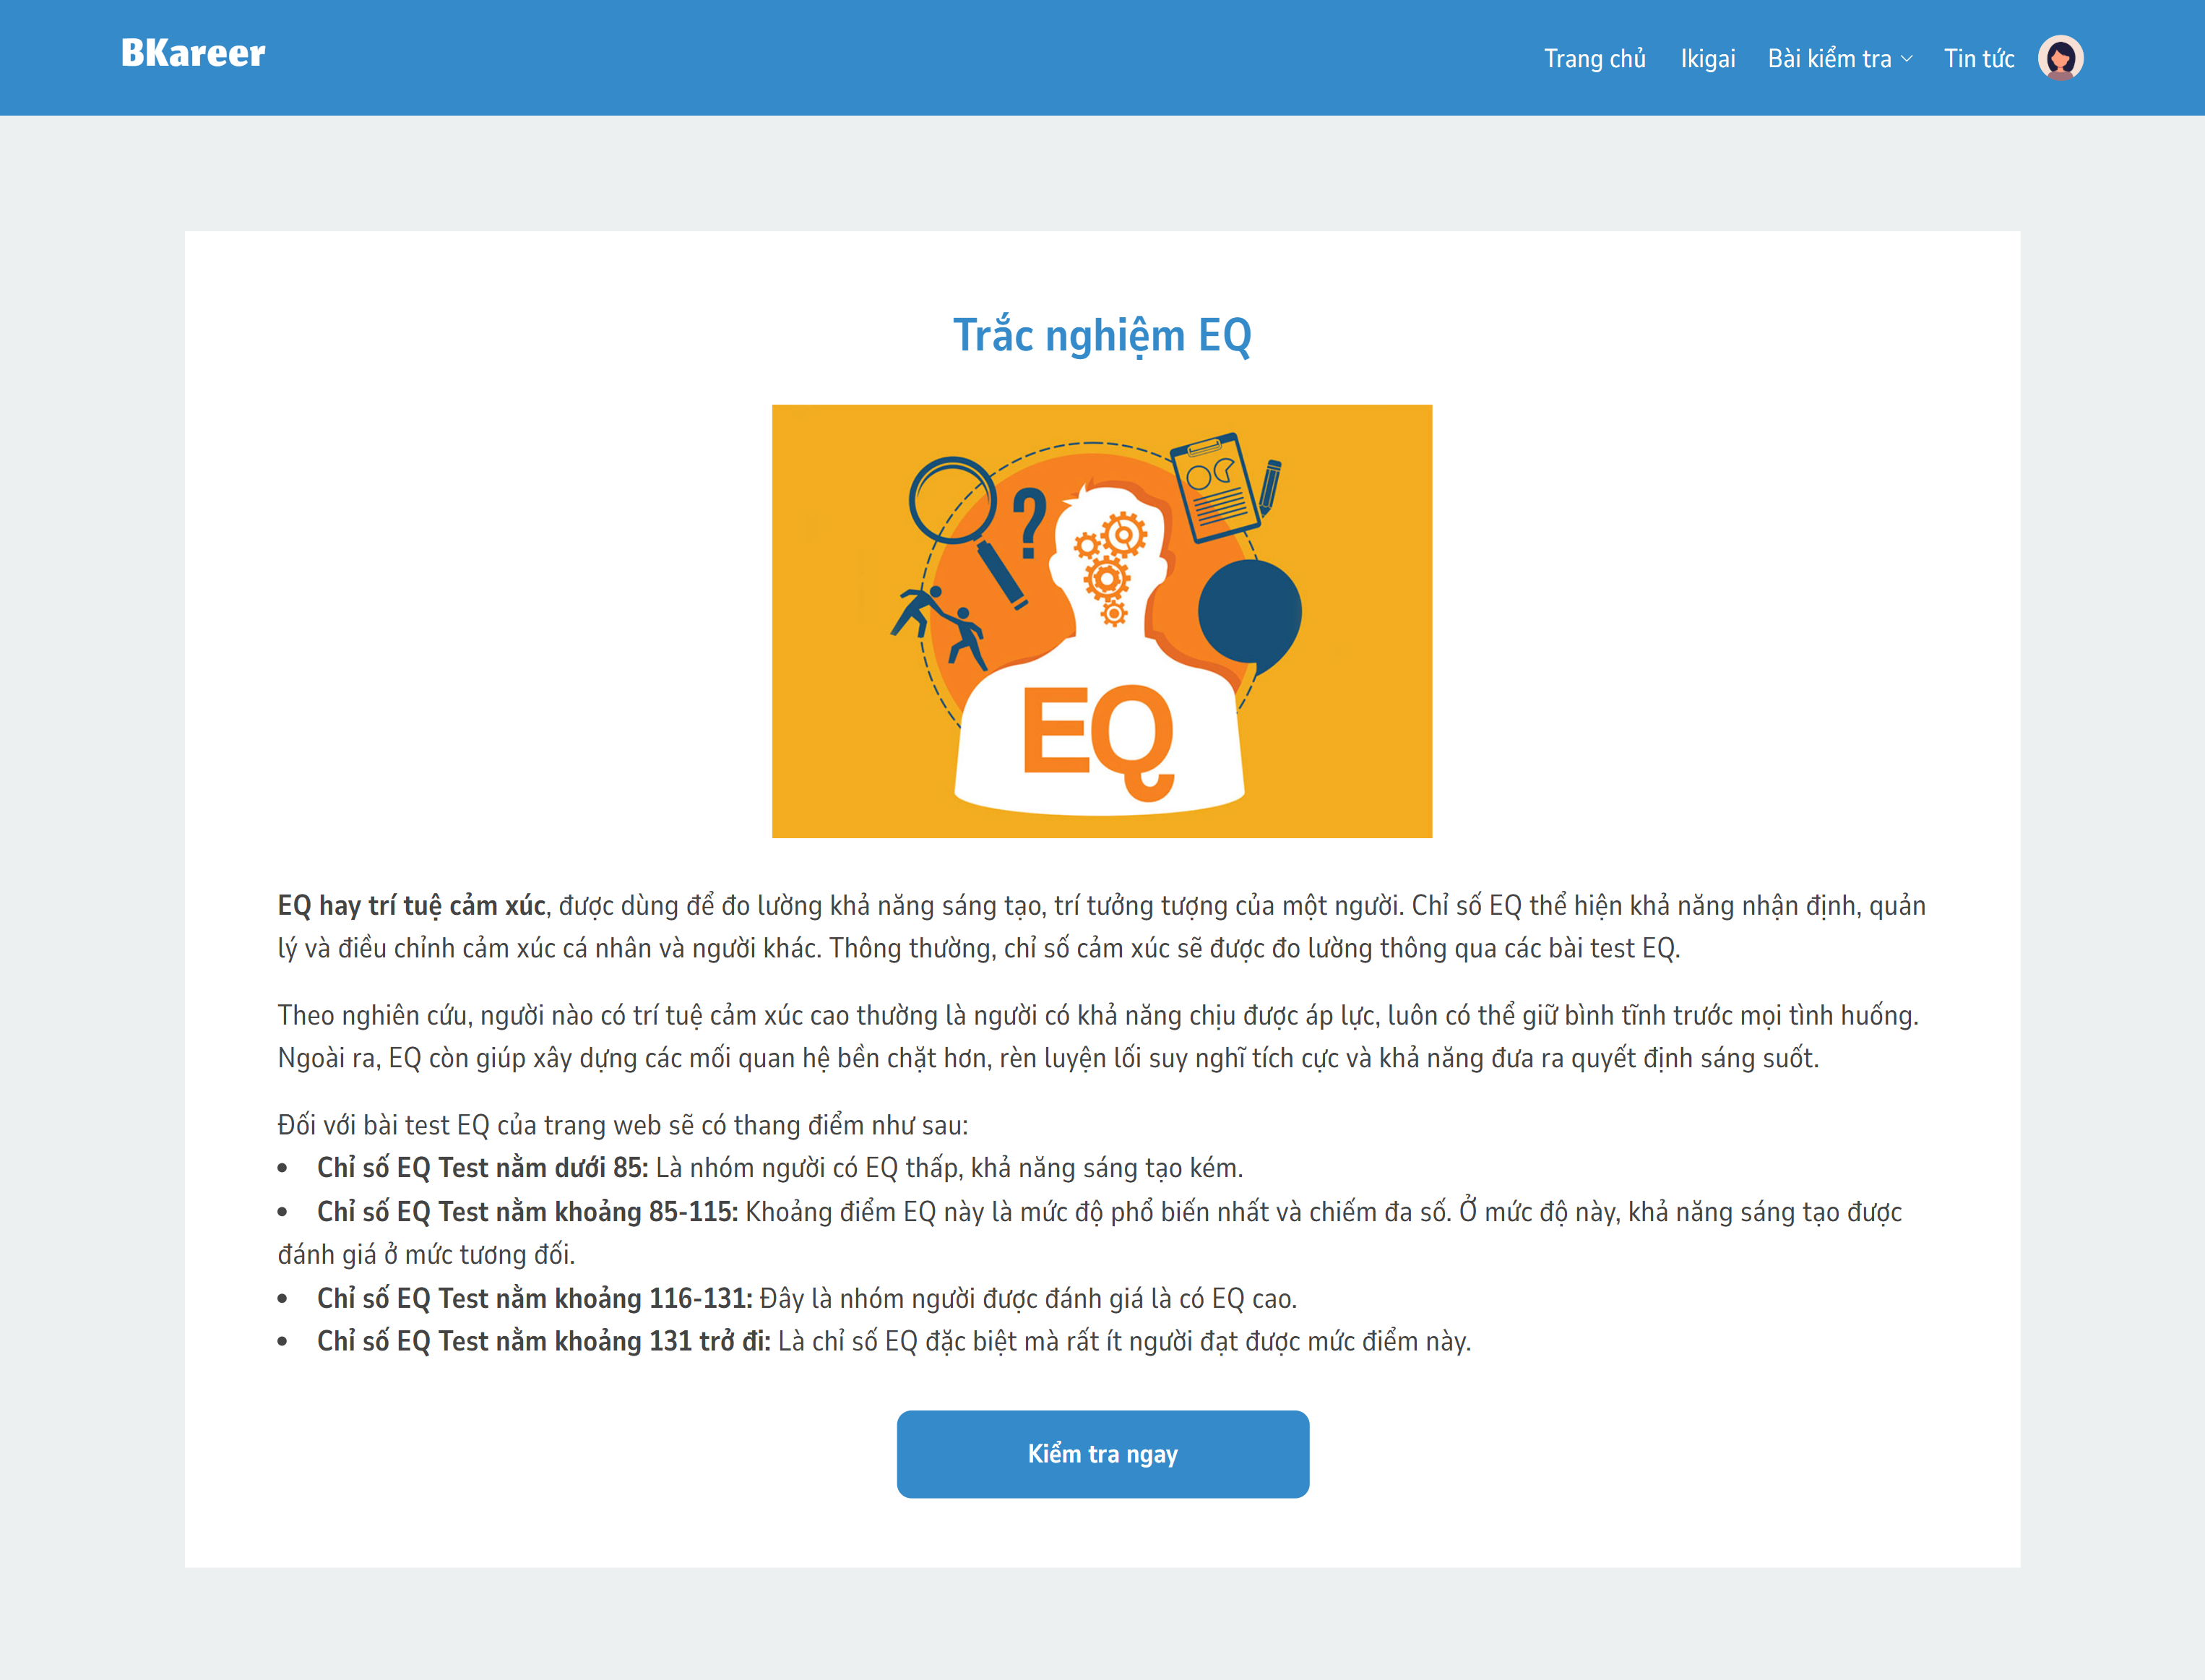 BKareer
Trang chủ Ikigai Bài kiểm tra Tin tức
Trắc nghiệm EQ
?
EQ
EQ hay trí tuệ cảm xúc, được dùng để đo lường khả năng sáng tạo, trí tưởng tượng của một người. Chỉ số EQ thể hiện khả năng nhận định, quản
lý và điều chỉnh cảm xúc cá nhân và người khác. Thông thường, chỉ số cảm xúc sẽ được đo lường thông qua các bài test EQ.
Theo nghiên cứu, người nào có trí tuệ cảm xúc cao thường là người có khả năng chịu được áp lực, luôn có thể giữ bình tĩnh trước mọi tình huống.
Ngoài ra, EQ còn giúp xây dựng các mối quan hệ bền chặt hơn, rèn luyện lối suy nghĩ tích cực và khả năng đưa ra quyết định sáng suốt.
Đối với bài test EQ của trang web sẽ có thang điểm như sau:
• Chỉ số EQ Test nằm dưới 85: Là nhóm người có EQ thấp, khả năng sáng tạo kém.
• Chỉ số EQ Test nằm khoảng 85-115: Khoảng điểm EQ này là mức độ phổ biến nhất và chiếm đa số. Ở mức độ này, khả năng sáng tạo được
đánh giá ở mức tương đối.
• Chỉ số EQ Test nằm khoảng 116-131: Đây là nhóm người được đánh giá là có EQ cao.
• Chỉ số EQ Test nằm khoảng 131 trở đi: Là chỉ số EQ đặc biệt mà rất ít người đạt được mức điểm này.
Kiểm tra ngay